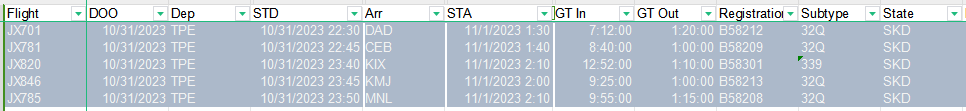 Flight DOO Dep STD Arr STA GT In GT Out Registration Subtype State
JX701 10/31/2023 TPE 10/31/2023 22:30 DAD 11/1/2023 1:30 7:12:00 1:20:00 B58212 32Q SKD
JX781 10/31/2023 TPE 10/31/2023 22:45 CEB 11/1/2023 1:40 8:40:00 1:00:00 B58209 32Q SKD
JX820 10/31/2023 TPE 10/31/2023 23:40 KIX 11/1/2023 2:10 12:52:00 1:10:00 B58301 339 SKD
JX846 10/31/2023 TPE 10/31/2023 23:45 KMJ 11/1/2023 2:00 9:25:00 1:00:00 B58213 32Q SKD
JX785 10/31/2023 TPE 10/31/2023 23:50 MNL 11/1/2023 2:10 9:55:00 1:15:00 B58208 32Q SKD